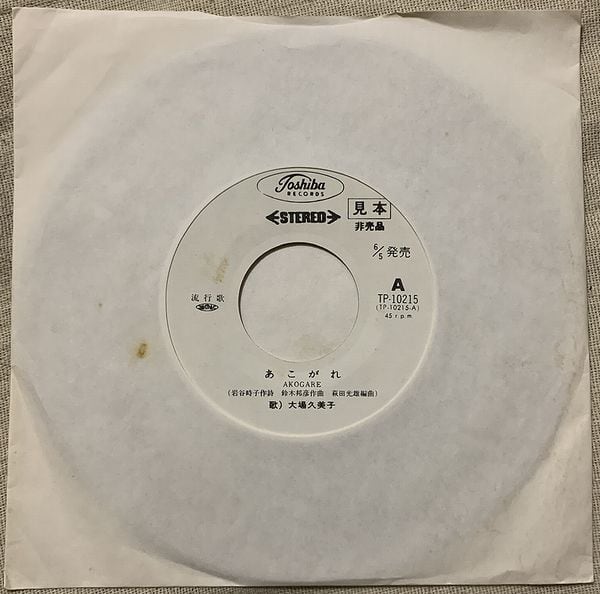 Toshiba
RECORDS
STEREO
見本
非売品
6/5 発売
A
流行歌
TP-10215
(TP-10215-A)
45 r.p.m.
あこがれ
AKOGARE
(岩谷時子作詩 鈴木邦彦作曲 萩田光雄編曲)
歌) 大場久美子